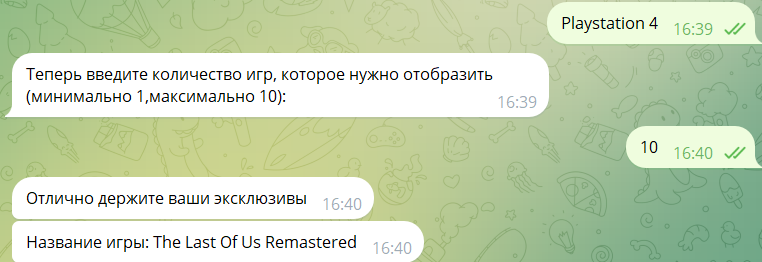 Playstation 4 16:39
Теперь введите количество игр, которое нужно отобразить
(минимально 1,максимально 10):
16:39
10 16:40
Отлично держите ваши эксклюзивы 16:40
Название игры: The Last Of Us Remastered 16:40